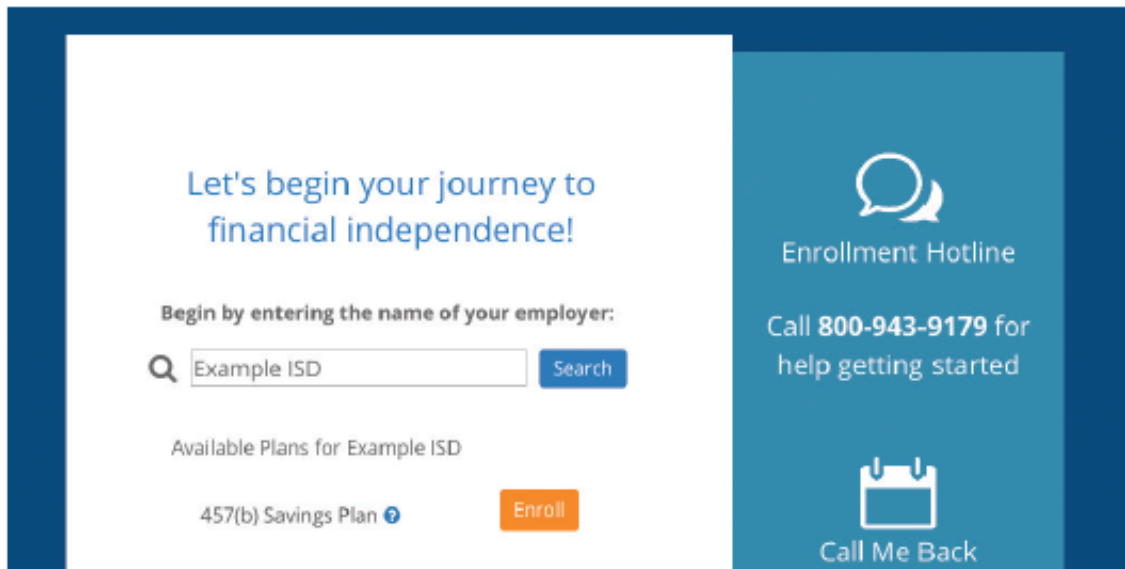 Let's begin your journey to
financial independence!
Begin by entering the name of your employer:
Example ISD
Search
Available Plans for Example ISD
457(b) Savings Plan
Enroll
Enrollment Hotline
Call 800-943-9179 for
help getting started
Call Me Back